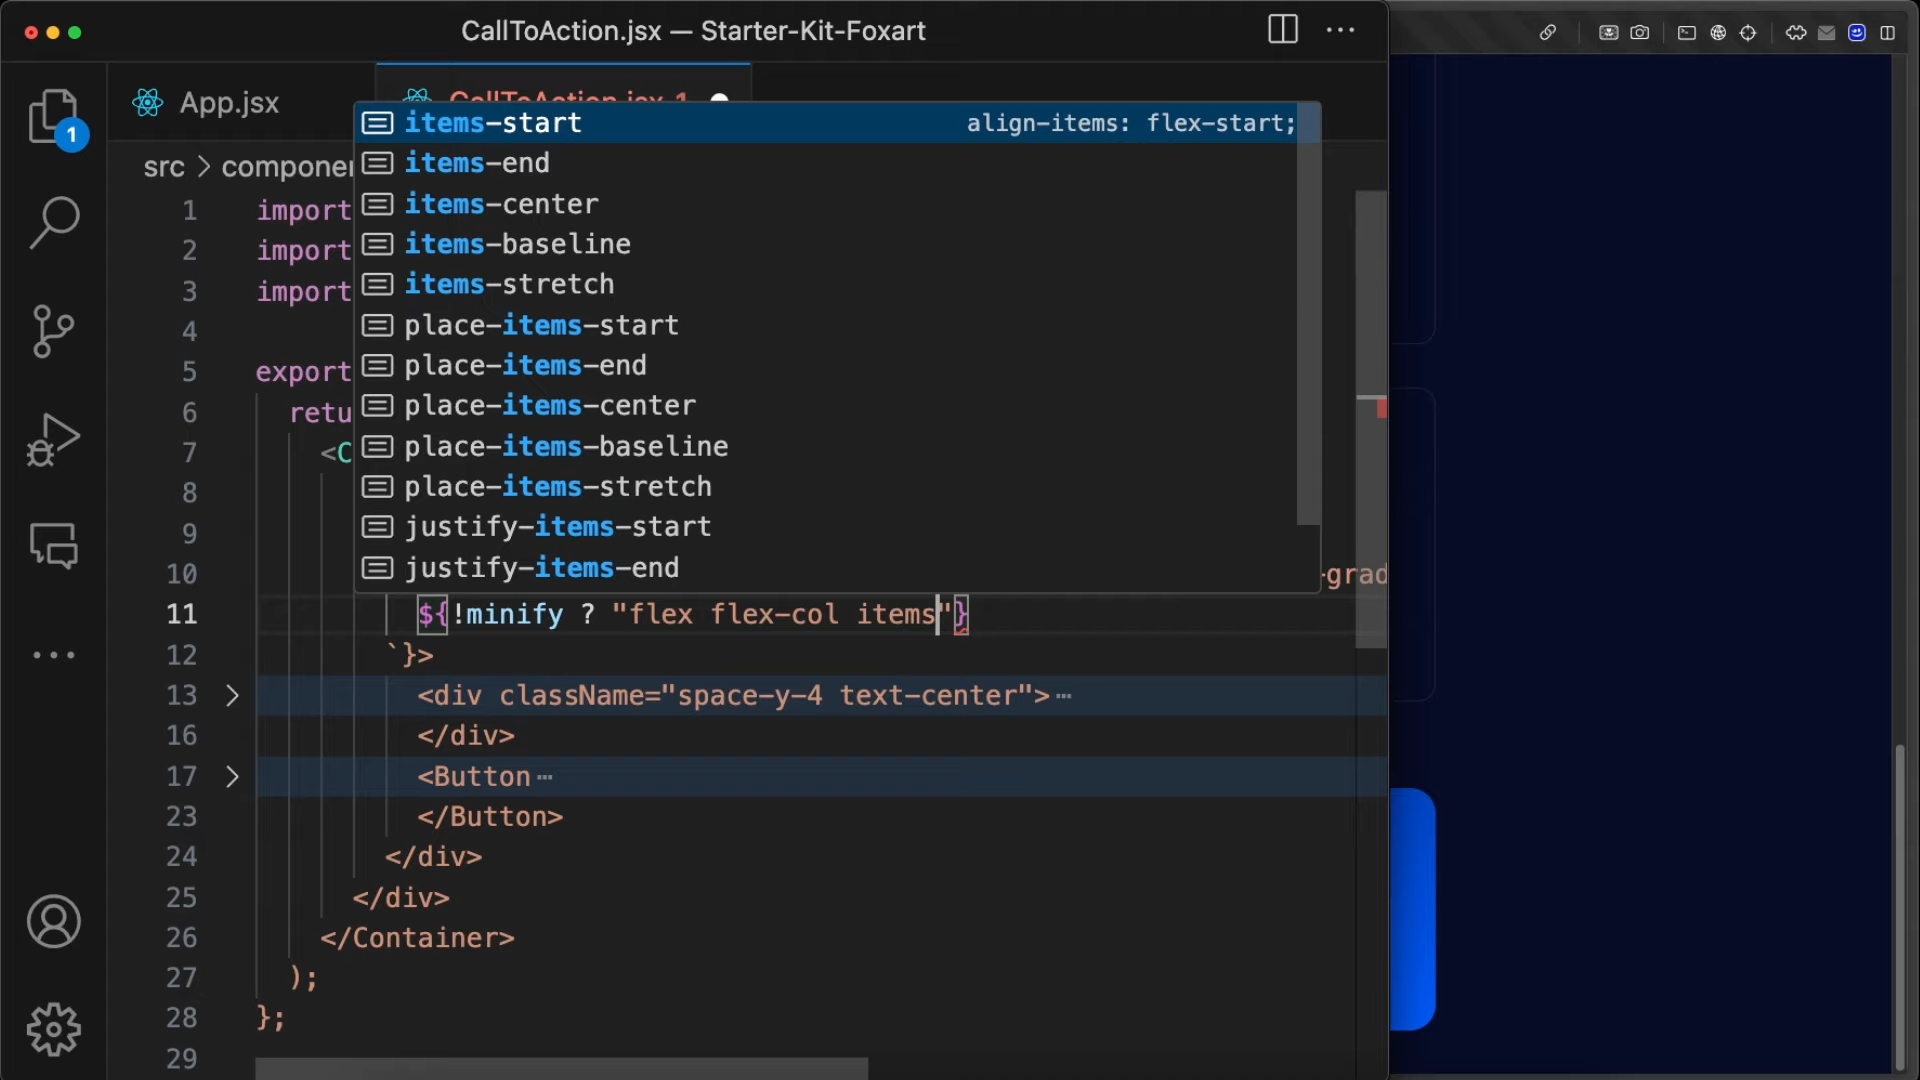 CallToAction.jsx — Starter-Kit-Foxart
App.jsx
CallToAction.jsx 1
1
src > componen
items-start align-items: flex-start;
items-end
items-center
items-baseline
items-stretch
place-items-start
place-items-end
place-items-center
place-items-baseline
place-items-stretch
justify-items-start
justify-items-end
1 import
2 import
3 import
4
5 export
6 retu
7 <C
8
9
10 -grad
11 ${!minify ? "flex flex-col items"}
12 `}>
13 <div className="space-y-4 text-center">⋯
16 </div>
17 <Button⋯
23 </Button>
24 </div>
25 </div>
26 </Container>
27 );
28 };
29